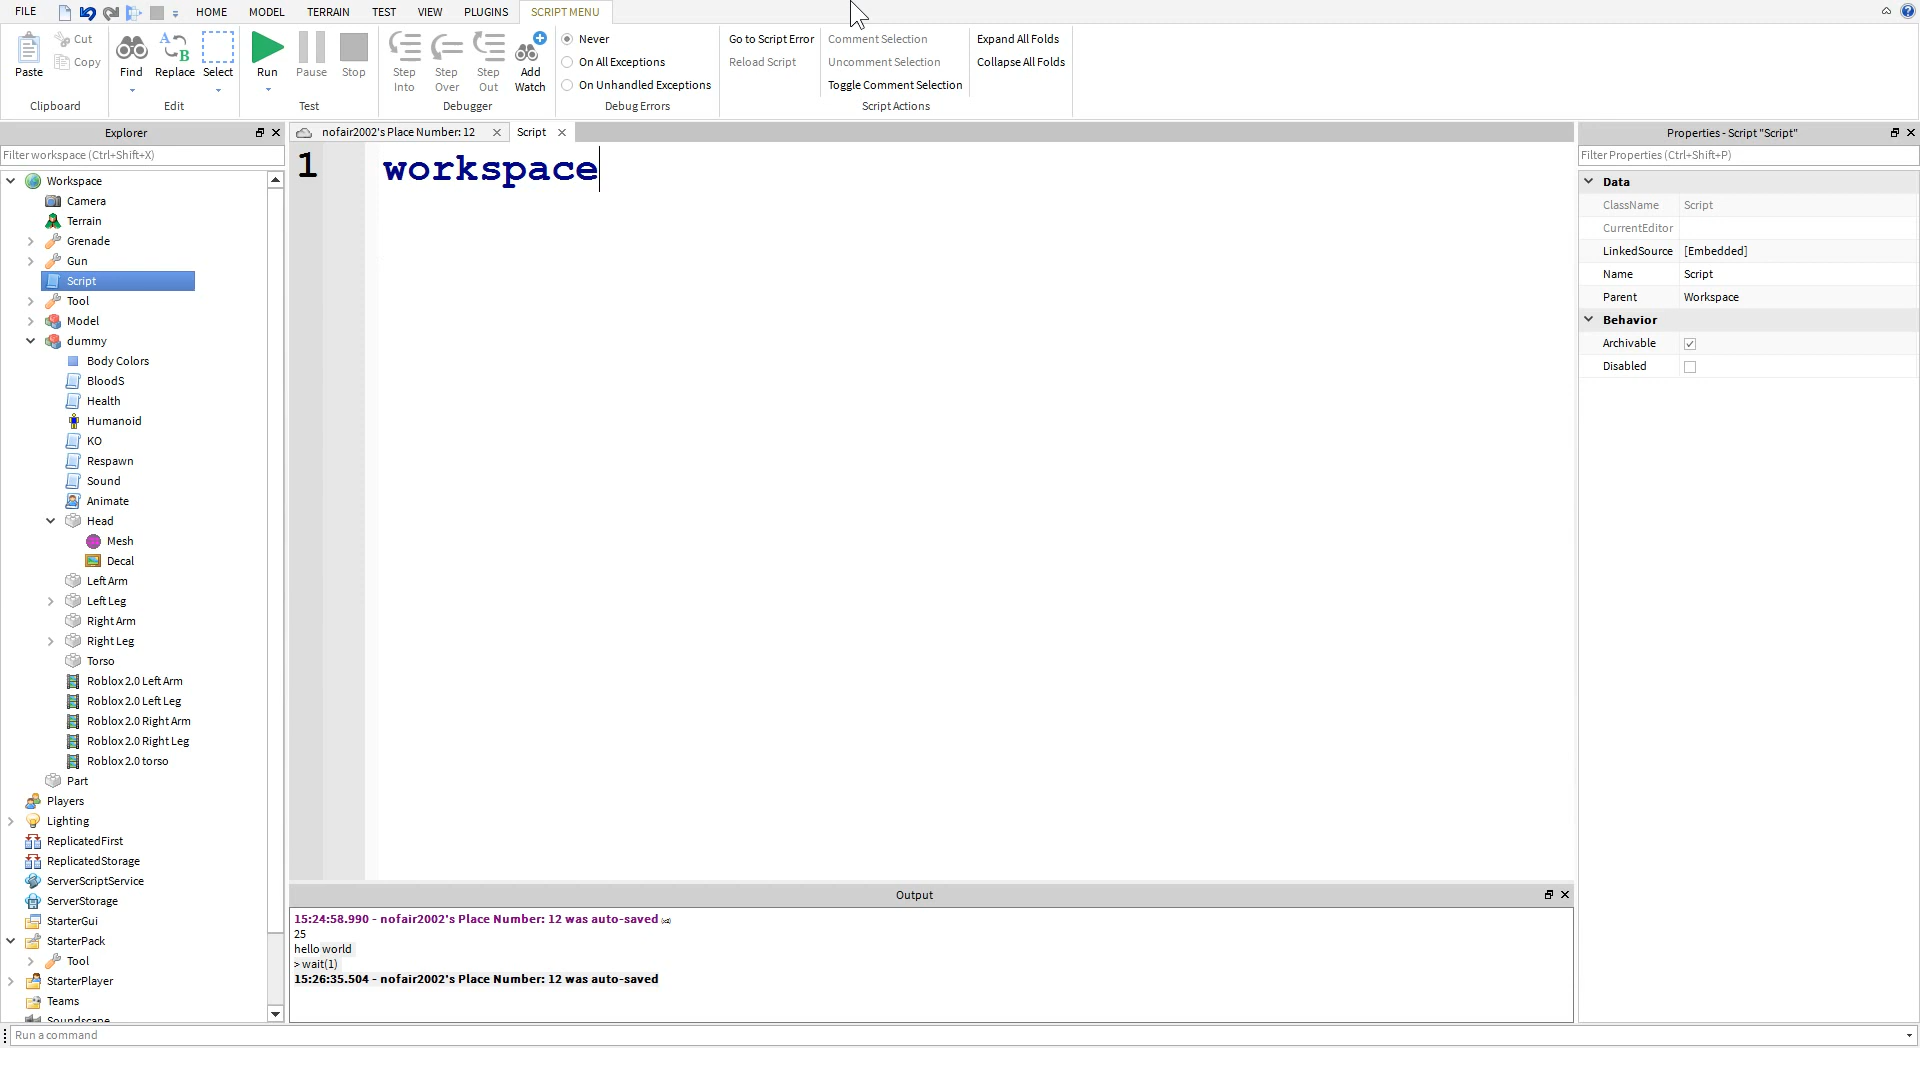 FILE
HOME
MODEL
TERRAIN
TEST
VIEW
PLUGINS
SCRIPT MENU
Paste
Cut
Copy
Clipboard
Find
Replace
Select
Edit
Run
Pause
Stop
Test
Step Into
Step Over
Step Out
Add Watch
Debugger
Never
On All Exceptions
On Unhandled Exceptions
Debug Errors
Go to Script Error
Reload Script
Comment Selection
Uncomment Selection
Toggle Comment Selection
Script Actions
Expand All Folds
Collapse All Folds
Explorer
Filter workspace (Ctrl+Shift+X)
Workspace
Camera
Terrain
Grenade
Gun
Script
Tool
Model
dummy
Body Colors
BloodS
Health
Humanoid
KO
Respawn
Sound
Animate
Head
Mesh
Decal
Left Arm
Left Leg
Right Arm
Right Leg
Torso
Roblox 2.0 Left Arm
Roblox 2.0 Left Leg
Roblox 2.0 Right Arm
Roblox 2.0 Right Leg
Roblox 2.0 torso
Part
Players
Lighting
ReplicatedFirst
ReplicatedStorage
ServerScriptService
ServerStorage
StarterGui
StarterPack
Tool
StarterPlayer
Teams
Soundscape
nofair2002's Place Number: 12
Script
1 workspace
Output
15:24:58.990 - nofair2002's Place Number: 12 was auto-saved (x2)
25
hello world
> wait(1)
15:26:35.504 - nofair2002's Place Number: 12 was auto-saved
Properties - Script "Script"
Filter Properties (Ctrl+Shift+P)
Data
ClassName Script
CurrentEditor
LinkedSource [Embedded]
Name Script
Parent Workspace
Behavior
Archivable
Disabled
Run a command